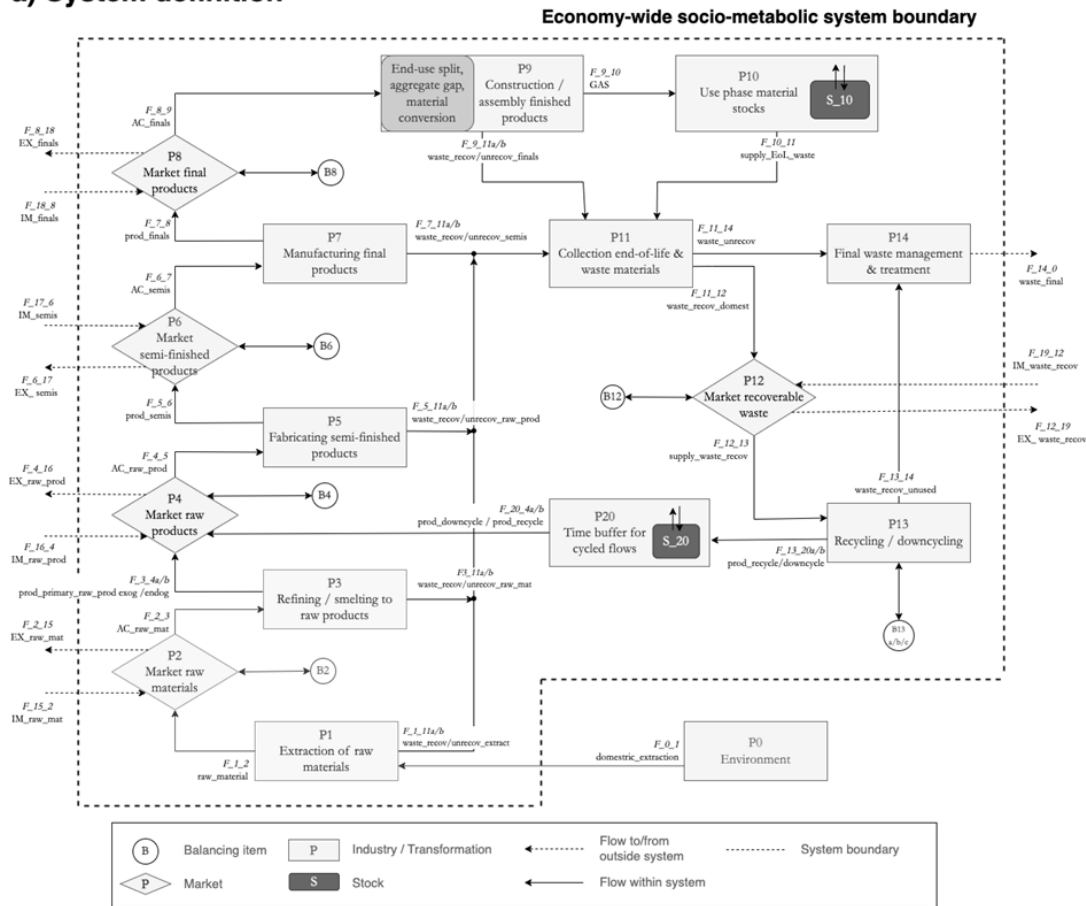 a) System definition
Economy-wide socio-metabolic system boundary
End-use split,
aggregate gap,
material
conversion
P9
Construction /
assembly finished
products
F_9_10
GAS
P10
Use phase material
stocks
S_10
F_8_9
AC_finals
F_8_18
EX_finals
P8
Market final
products
B8
F_18_8
IM_finals
F_9_11a/b
waste_recov/unrecov_finals
F_10_11
supply_EoL_waste
F_7_8
prod_finals
P7
Manufacturing final
products
F_7_11a/b
waste_recov/unrecov_semis
P11
Collection end-of-life &
waste materials
F_11_14
waste_unrecov
P14
Final waste management
& treatment
F_14_0
waste_final
F_6_7
AC_semis
F_17_6
IM_semis
P6
Market
semi-finished
products
B6
F_6_17
EX_ semis
F_11_12
waste_recov_domest
F_19_12
IM_waste_recov
P12
Market recoverable
waste
B12
F_12_19
EX_ waste_recov
F_5_6
prod_semis
P5
Fabricating semi-finished
products
F_5_11a/b
waste_recov/unrecov_raw_prod
F_12_13
supply_waste_recov
F_4_5
AC_raw_prod
F_4_16
EX_raw_prod
P4
Market raw
products
B4
F_16_4
IM_raw_prod
F_20_4a/b
prod_downcycle / prod_recycle
P20
Time buffer for
cycled flows
S_20
F_13_14
waste_recov_unused
P13
Recycling / downcycling
F_13_20a/b
prod_recycle/downcycle
B13
a/b/c
F_3_4a/b
prod_primary_raw_prod exog /endog
P3
Refining / smelting to
raw products
F3_11a/b
waste_recov/unrecov_raw_mat
F_2_3
AC_raw_mat
F_2_15
EX_raw_mat
P2
Market raw
materials
B2
F_15_2
IM_raw_mat
P1
Extraction of raw
materials
F_1_11a/b
waste_recov/unrecov_extract
F_1_2
raw_material
F_0_1
domestric_extraction
P0
Environment
B
Balancing item
P
Industry / Transformation
Flow to/from
outside system
System boundary
P
Market
S
Stock
Flow within system